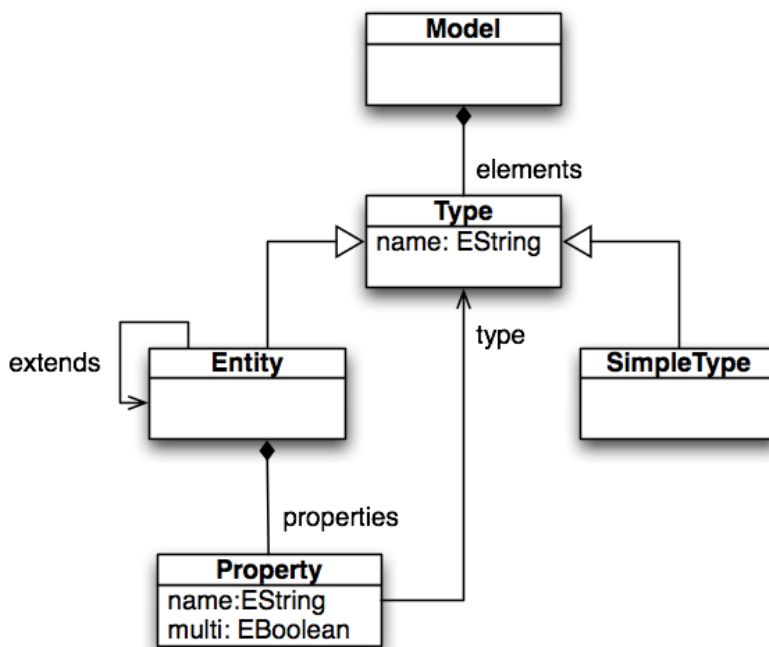 Model
elements
Type
name: EString
type
extends
Entity
SimpleType
properties
Property
name:EString
multi: EBoolean